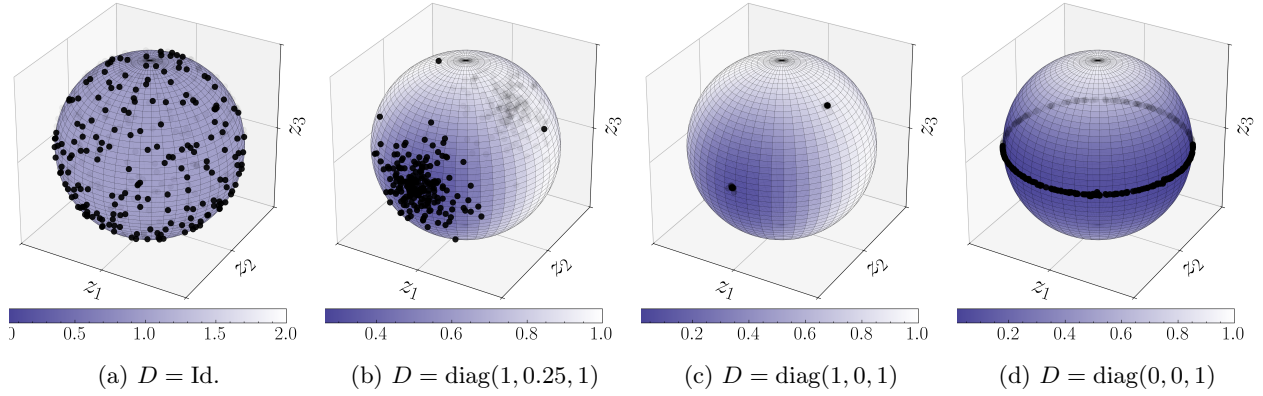 z₃ z₃ z₃ z₃
z₂ z₂ z₂ z₂
z₁ z₁ z₁ z₁
0 0.5 1.0 1.5 2.0 0.4 0.6 0.8 1.0 0.2 0.4 0.6 0.8 1.0 0.2 0.4 0.6 0.8 1.0
(a) D = Id. (b) D = diag(1, 0.25, 1) (c) D = diag(1, 0, 1) (d) D = diag(0, 0, 1)